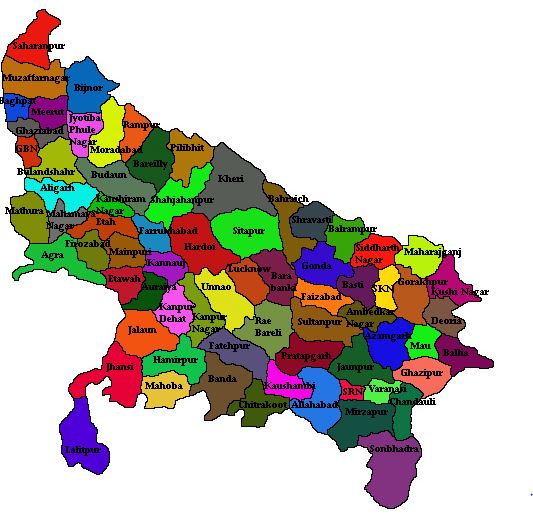 Saharanpur
Muzaffarnagar
Bijnor
Baghpat
Meerut
Jyotiba
Phule
Nagar
Ghaziabad
Rampur
GBN
Moradabad
Pilibhit
Bareilly
Bulandshahr
Budaun
Kheri
Aligarh
Kanshiram
Nagar
Shahjahanpur
Bahraich
Mathura
Mahamaya
Nagar
Etah
Farrukhabad
Shravasti
Balrampur
Hardoi
Sitapur
Firozabad
Mainpuri
Siddharth
Nagar
Maharajganj
Agra
Kannauj
Gonda
Lucknow
Bara
banki
Etawah
Auraiya
Unnao
Basti
SKN
Gorakhpur
Kushi Nagar
Faizabad
Kanpur
Dehat
Kanpur
Nagar
Ambedkar
Nagar
Rae
Bareli
Sultanpur
Deoria
Jalaun
Azamgarh
Fatehpur
Mau
Ballia
Pratapgarh
Hamirpur
Jhansi
Jaunpur
Ghazipur
Mahoba
Banda
Kaushambi
SRN
Varanasi
Chitrakoot
Allahabad
Chandauli
Mirzapur
Lalitpur
Sonbhadra